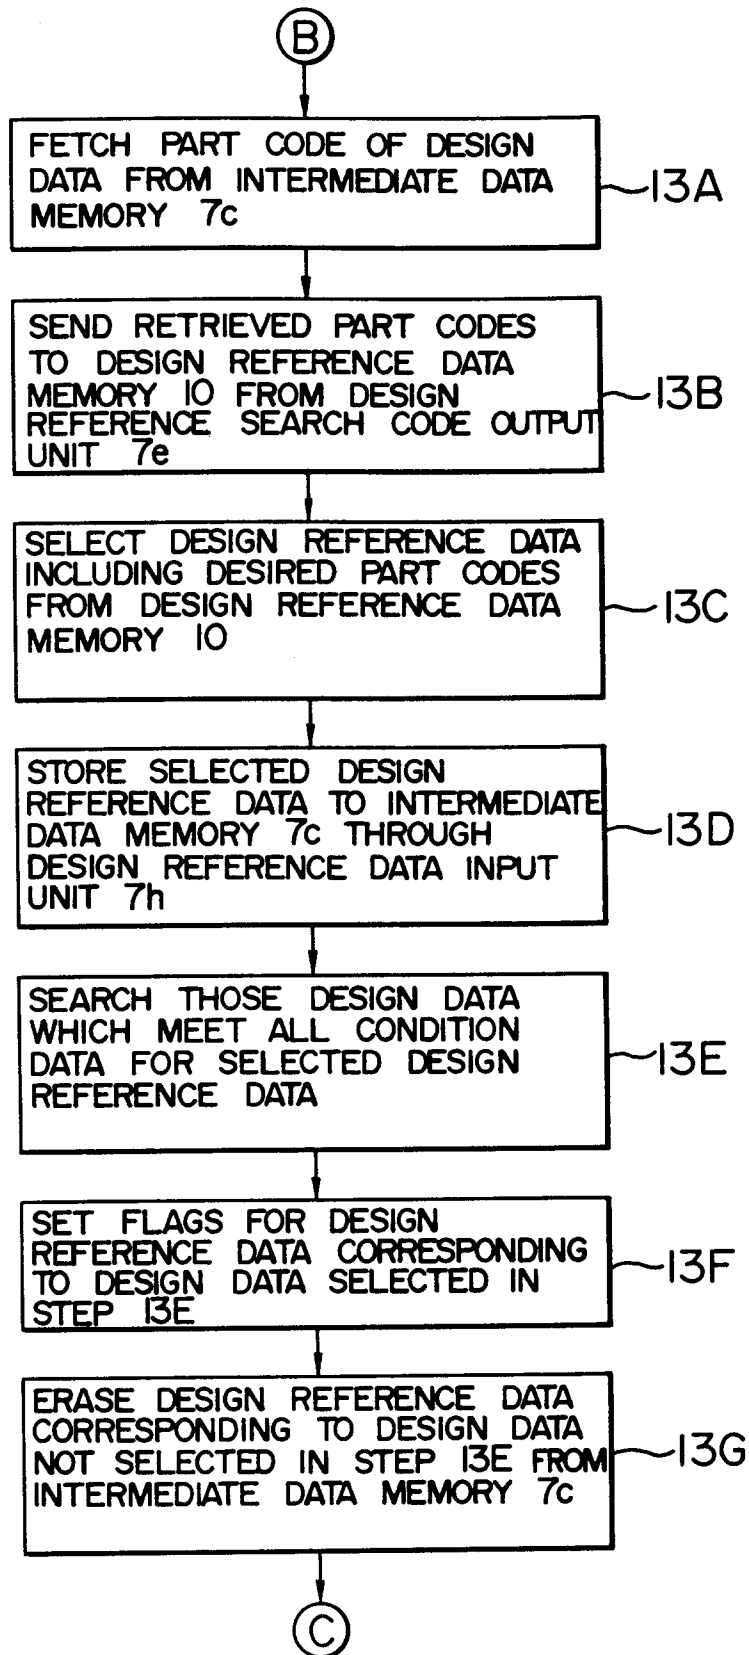 B
FETCH PART CODE OF DESIGN
DATA FROM INTERMEDIATE DATA
MEMORY 7c
13A
SEND RETRIEVED PART CODES
TO DESIGN REFERENCE DATA
MEMORY 10 FROM DESIGN
REFERENCE SEARCH CODE OUTPUT
UNIT 7e
13B
SELECT DESIGN REFERENCE DATA
INCLUDING DESIRED PART CODES
FROM DESIGN REFERENCE DATA
MEMORY 10
13C
STORE SELECTED DESIGN
REFERENCE DATA TO INTERMEDIATE
DATA MEMORY 7c THROUGH
DESIGN REFERENCE DATA INPUT
UNIT 7h
13D
SEARCH THOSE DESIGN DATA
WHICH MEET ALL CONDITION
DATA FOR SELECTED DESIGN
REFERENCE DATA
13E
SET FLAGS FOR DESIGN
REFERENCE DATA CORRESPONDING
TO DESIGN DATA SELECTED IN
STEP 13E
13F
ERASE DESIGN REFERENCE DATA
CORRESPONDING TO DESIGN DATA
NOT SELECTED IN STEP 13E FROM
INTERMEDIATE DATA MEMORY 7c
13G
C